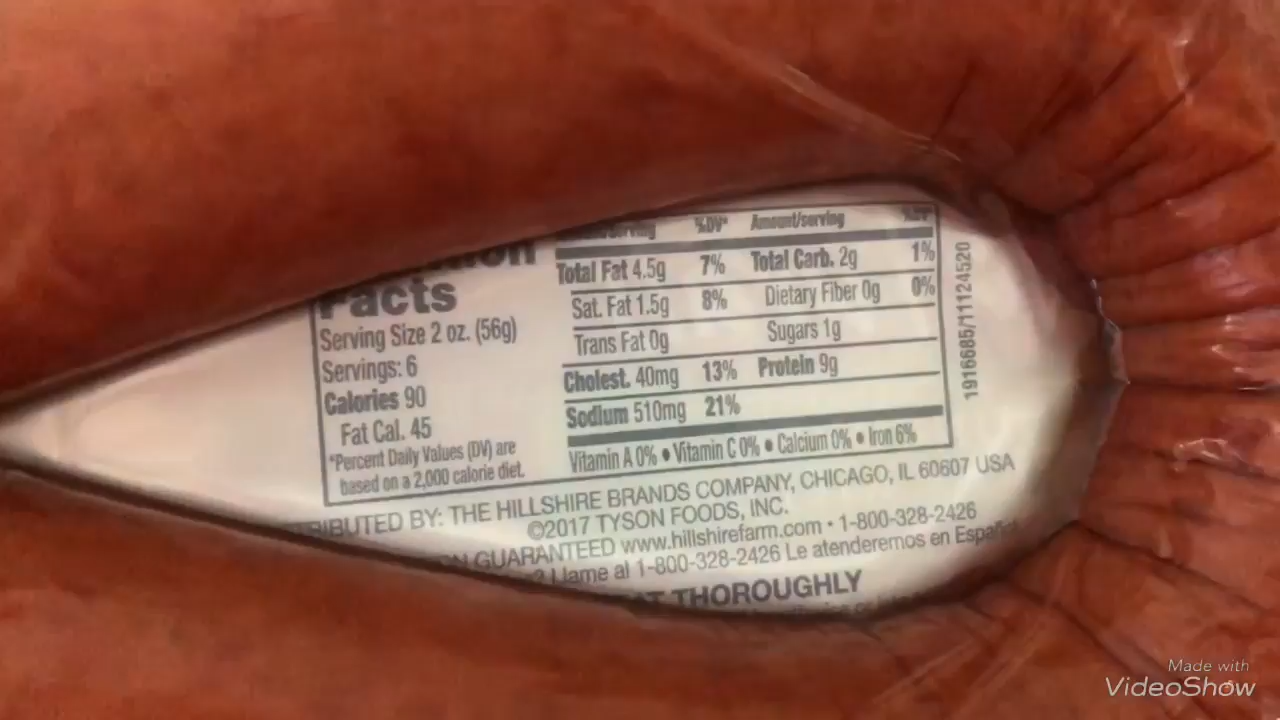 Facts
Serving Size 2 oz. (56g)
Servings: 6
Calories 90
Fat Cal. 45
*Percent Daily Values (DV) are
based on a 2,000 calorie diet.
%DV* Amount/serving %DV*
Total Fat 4.5g 7% Total Carb. 2g 1%
Sat. Fat 1.5g 8% Dietary Fiber 0g 0%
Trans Fat 0g Sugars 1g
Cholest. 40mg 13% Protein 9g
Sodium 510mg 21%
Vitamin A 0% • Vitamin C 0% • Calcium 0% • Iron 6%
1916685/11124520
BY: THE HILLSHIRE BRANDS COMPANY, CHICAGO, IL 60607 USA
©2017 TYSON FOODS, INC.
GUARANTEED www.hillshirefarm.com • 1-800-328-2426
Llame al 1-800-328-2426 Le atenderemos en Español
THOROUGHLY
Made with
VideoShow